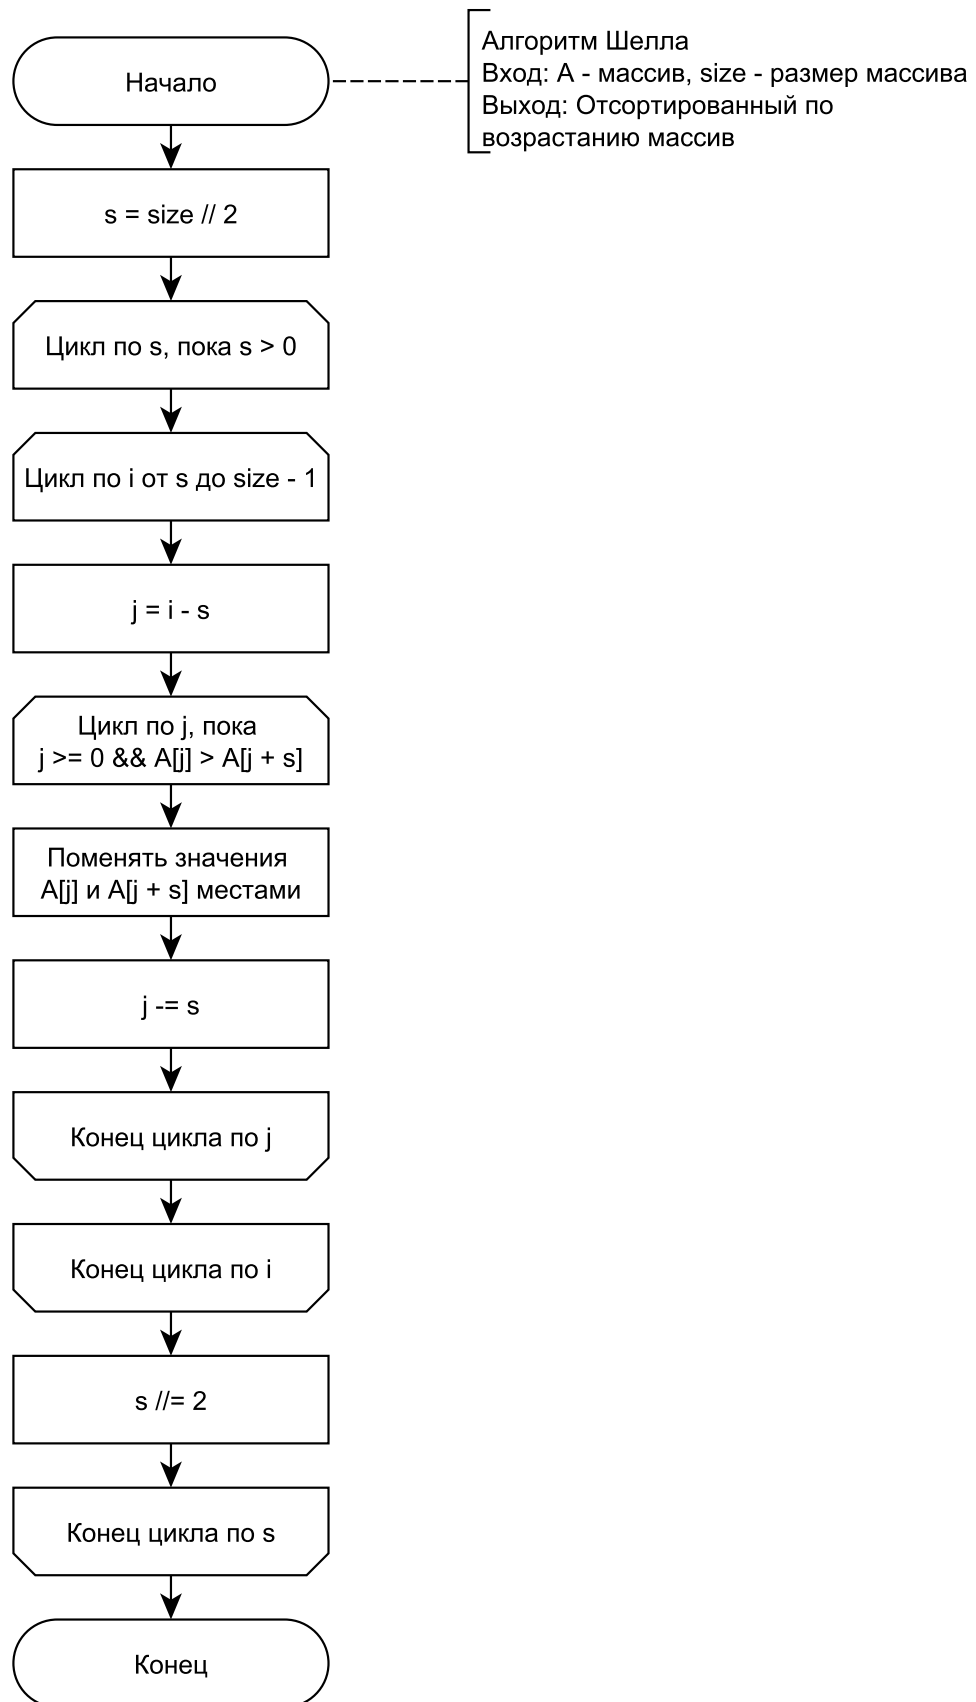 Начало
Алгоритм Шелла
Вход: А - массив, size - размер массива
Выход: Отсортированный по
возрастанию массив
s = size // 2
Цикл по s, пока s > 0
Цикл по i от s до size - 1
j = i - s
Цикл по j, пока
j >= 0 && A[j] > A[j + s]
Поменять значения
A[j] и A[j + s] местами
j -= s
Конец цикла по j
Конец цикла по i
s //= 2
Конец цикла по s
Конец